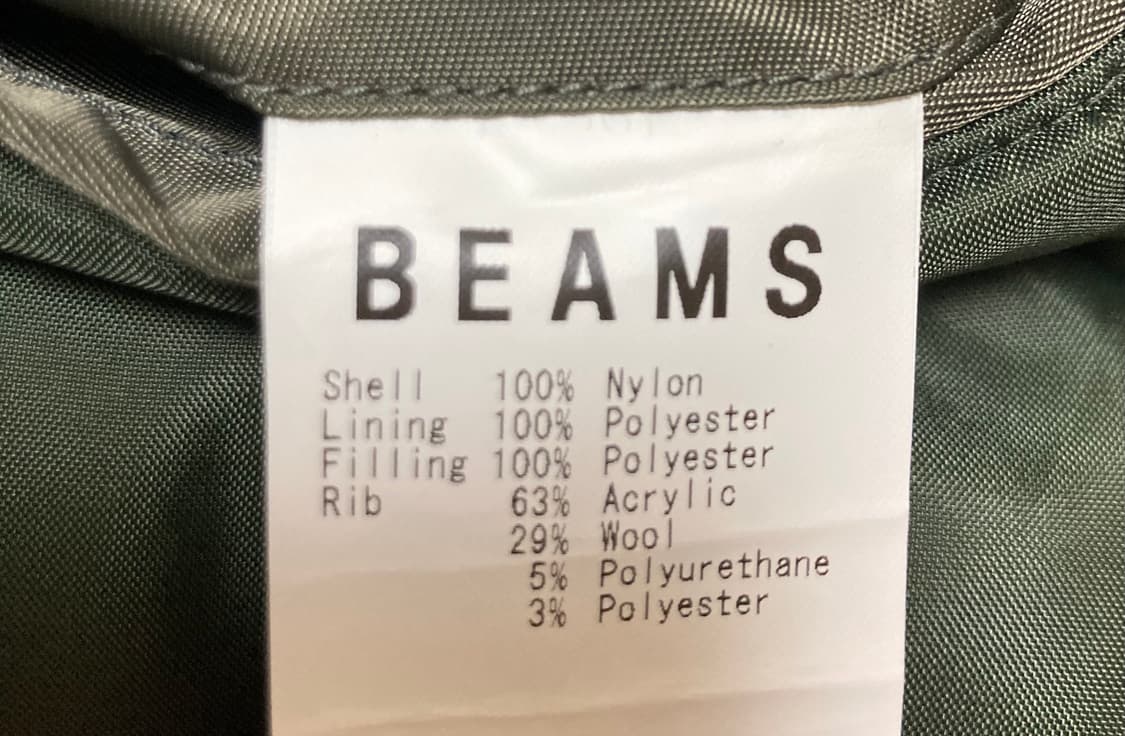 BEAMS
Shell 100% Nylon
Lining 100% Polyester
Filling 100% Polyester
Rib 63% Acrylic
29% Wool
5% Polyurethane
3% Polyester